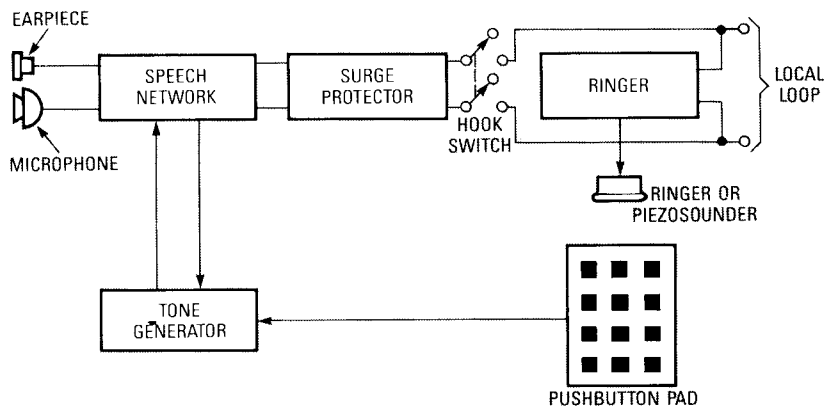 EARPIECE
MICROPHONE
SPEECH
NETWORK
SURGE
PROTECTOR
HOOK
SWITCH
RINGER
LOCAL
LOOP
RINGER OR
PIEZOSOUNDER
TONE
GENERATOR
PUSHBUTTON PAD